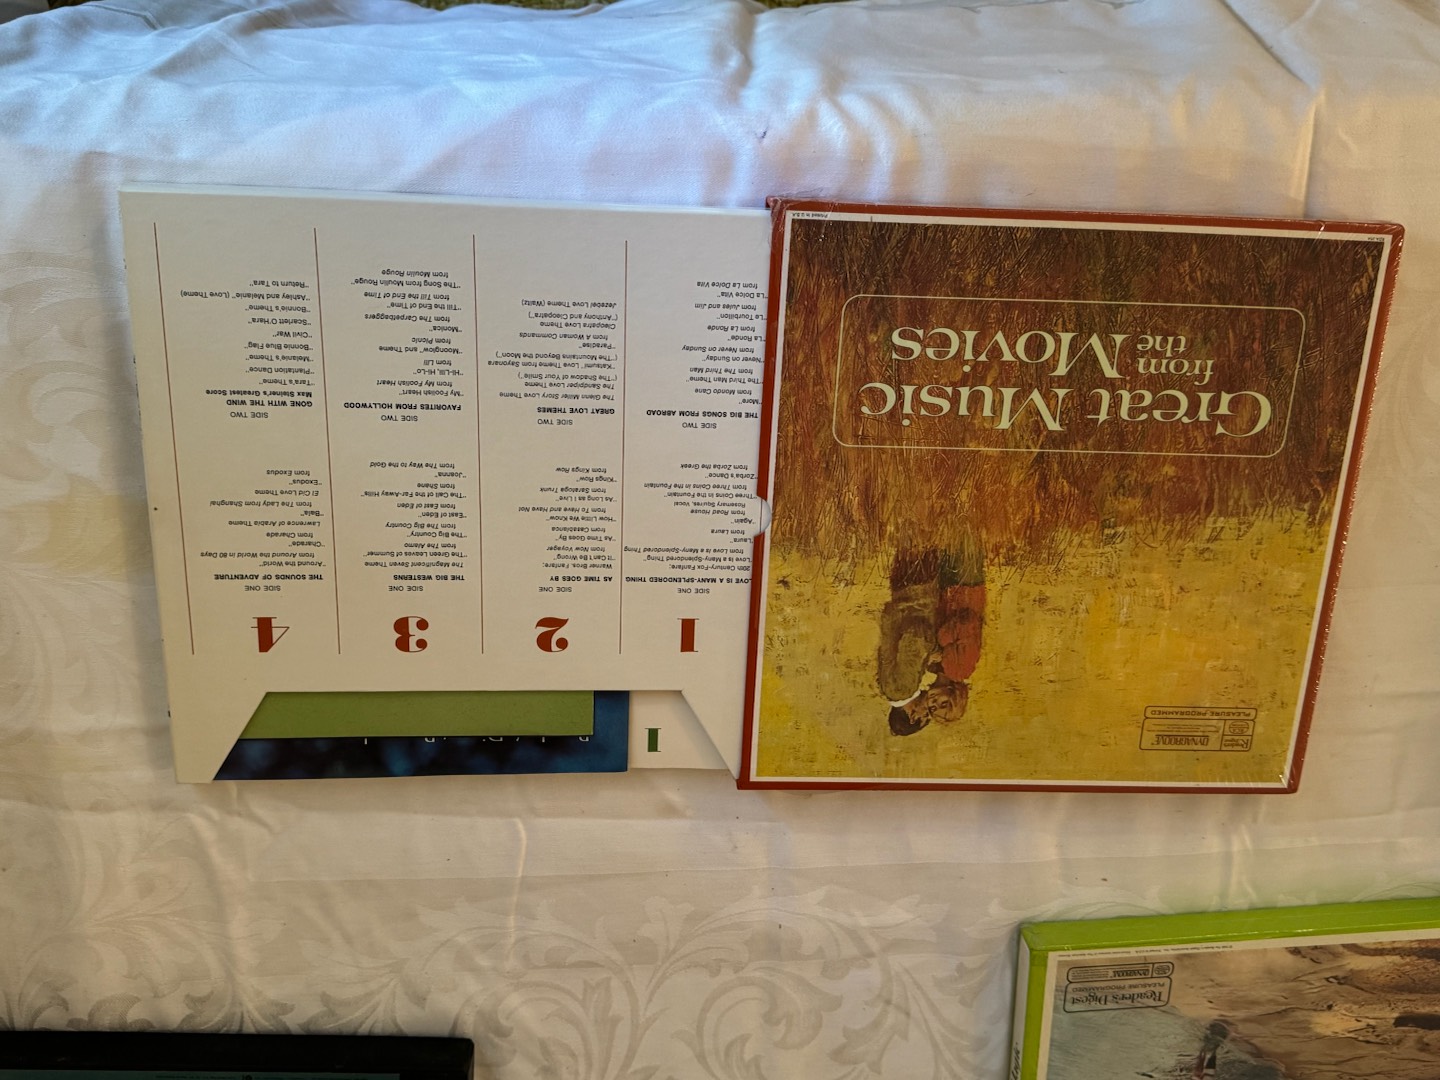 Reader's Digest
RCA
DYNAGROOVE
PLEASURE PROGRAMMED
Great Music
from
the Movies
Printed in U.S.A.
1
SIDE ONE
LOVE IS A MANY-SPLENDORED THING
20th Century-Fox Fanfare;
"Love is a Many-Splendored Thing"
from Love is a Many-Splendored Thing
"Laura"
from Laura
"Again"
from Road House
Rosemary Squires, Vocal
"Three Coins in the Fountain"
from Three Coins in the Fountain
"Zorba's Dance"
from Zorba the Greek
SIDE TWO
THE BIG SONGS FROM ABROAD
"More"
from Mondo Cane
"The Third Man Theme"
from The Third Man
"Never on Sunday"
from Never on Sunday
"La Ronde"
from La Ronde
"Le Tourbillon"
from Jules and Jim
"La Dolce Vita"
from La Dolce Vita
2
SIDE ONE
AS TIME GOES BY
Warner Bros. Fanfare;
"It Can't Be Wrong"
from Now Voyager
"As Time Goes By"
from Casablanca
"How Little We Know"
from To Have and Have Not
"As Long as I Live"
from Saratoga Trunk
"Kings Row"
from Kings Row
SIDE TWO
GREAT LOVE THEMES
The Glenn Miller Story Love Theme
The Sandpiper Love Theme
("The Shadow of Your Smile")
"Katsumi" Love Theme from Sayonara
("The Mountains Beyond the Moon")
"Paradise"
from A Woman Commands
Cleopatra Love Theme
("Anthony and Cleopatra")
Jezebel Love Theme (Waltz)
3
SIDE ONE
THE BIG WESTERNS
The Magnificent Seven Theme
"The Green Leaves of Summer"
from The Alamo
"The Big Country"
from The Big Country
"East of Eden"
from East of Eden
"The Call of the Far-Away Hills"
from Shane
"Joanna"
from The Way to the Gold
SIDE TWO
FAVORITES FROM HOLLYWOOD
"My Foolish Heart"
from My Foolish Heart
"Hi-Lili, Hi-Lo"
from Lili
"Moonglow" and Theme
from Picnic
"Monica"
from The Carpetbaggers
"Till the End of Time"
from Till the End of Time
"The Song from Moulin Rouge"
from Moulin Rouge
4
SIDE ONE
THE SOUNDS OF ADVENTURE
"Around the World"
from Around the World in 80 Days
"Charade"
from Charade
Lawrence of Arabia Theme
"Bala"
from The Lady from Shanghai
El Cid Love Theme
"Exodus"
from Exodus
SIDE TWO
GONE WITH THE WIND
Max Steiner's Greatest Score
"Tara's Theme"
"Plantation Dance"
"Melanie's Theme"
"Bonnie Blue Flag"
"Civil War"
"Scarlett O'Hara"
"Bonnie's Theme"
"Ashley and Melanie" (Love Theme)
"Return to Tara"
1
Reader's Digest
PLEASURE PROGRAMMED
DYNAGROOVE